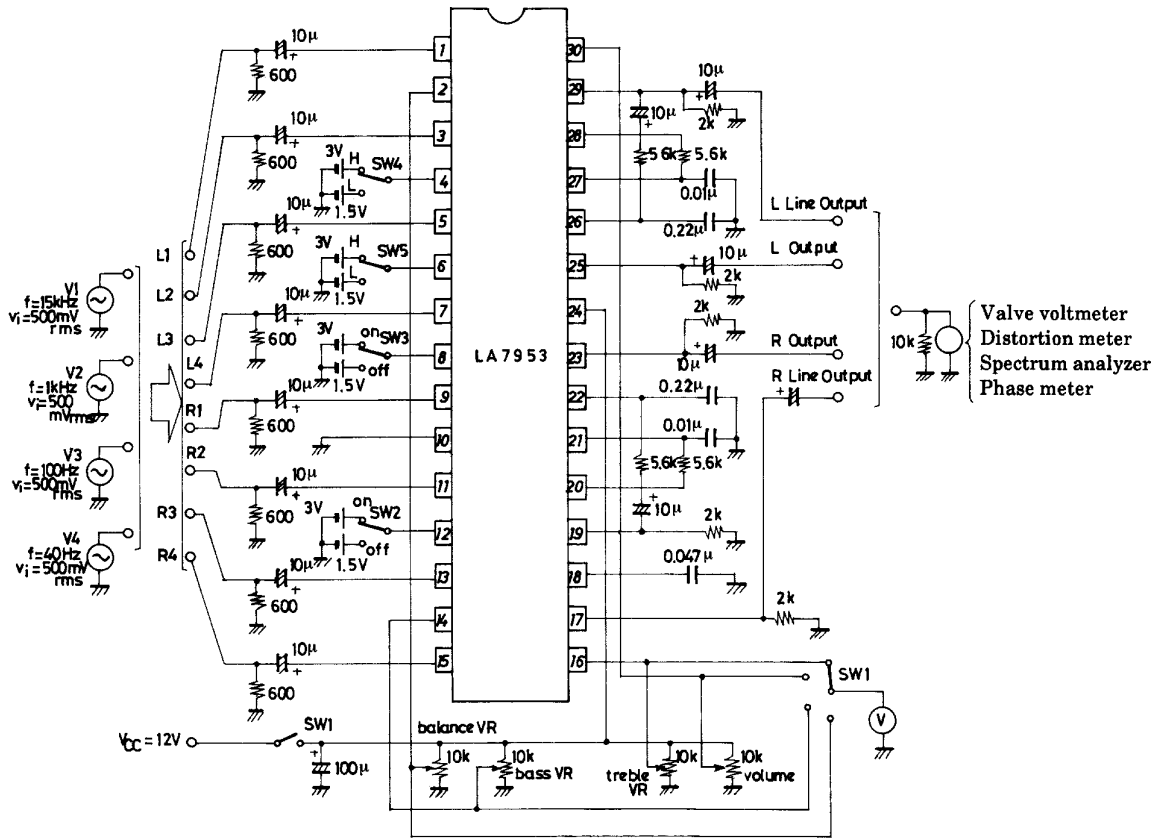 10μ
+
600
10μ
+
600
10μ
+
600
10μ
+
600
10μ
+
600
10μ
+
600
10μ
+
600
10μ
+
600
L1
L2
L3
L4
R1
R2
R3
R4
V1
f=15kHz
vi=500mV
rms
V2
f=1kHz
vi=500
mVrms
V3
f=100Hz
vi=500mV
rms
V4
f=40Hz
vi=500mV
rms
3V
H
SW4
L
1.5V
3V
H
SW5
L
1.5V
3V
on
SW3
off
1.5V
3V
on
SW2
off
1.5V
1
2
3
4
5
6
7
8
9
10
11
12
13
14
15
LA7953
30
29
28
27
26
25
24
23
22
21
20
19
18
17
16
10μ
+
2k
10μ
+
5.6k
5.6k
0.01μ
0.22μ
10μ
+
2k
2k
+
10μ
0.22μ
0.01μ
5.6k
5.6k
+
10μ
2k
0.047μ
2k
+
L Line Output
L Output
R Output
R Line Output
10k
Valve voltmeter
Distortion meter
Spectrum analyzer
Phase meter
SW1
V
VCC=12V
SW1
+
100μ
balance VR
10k
10k
bass VR
10k
treble
VR
10k
volume